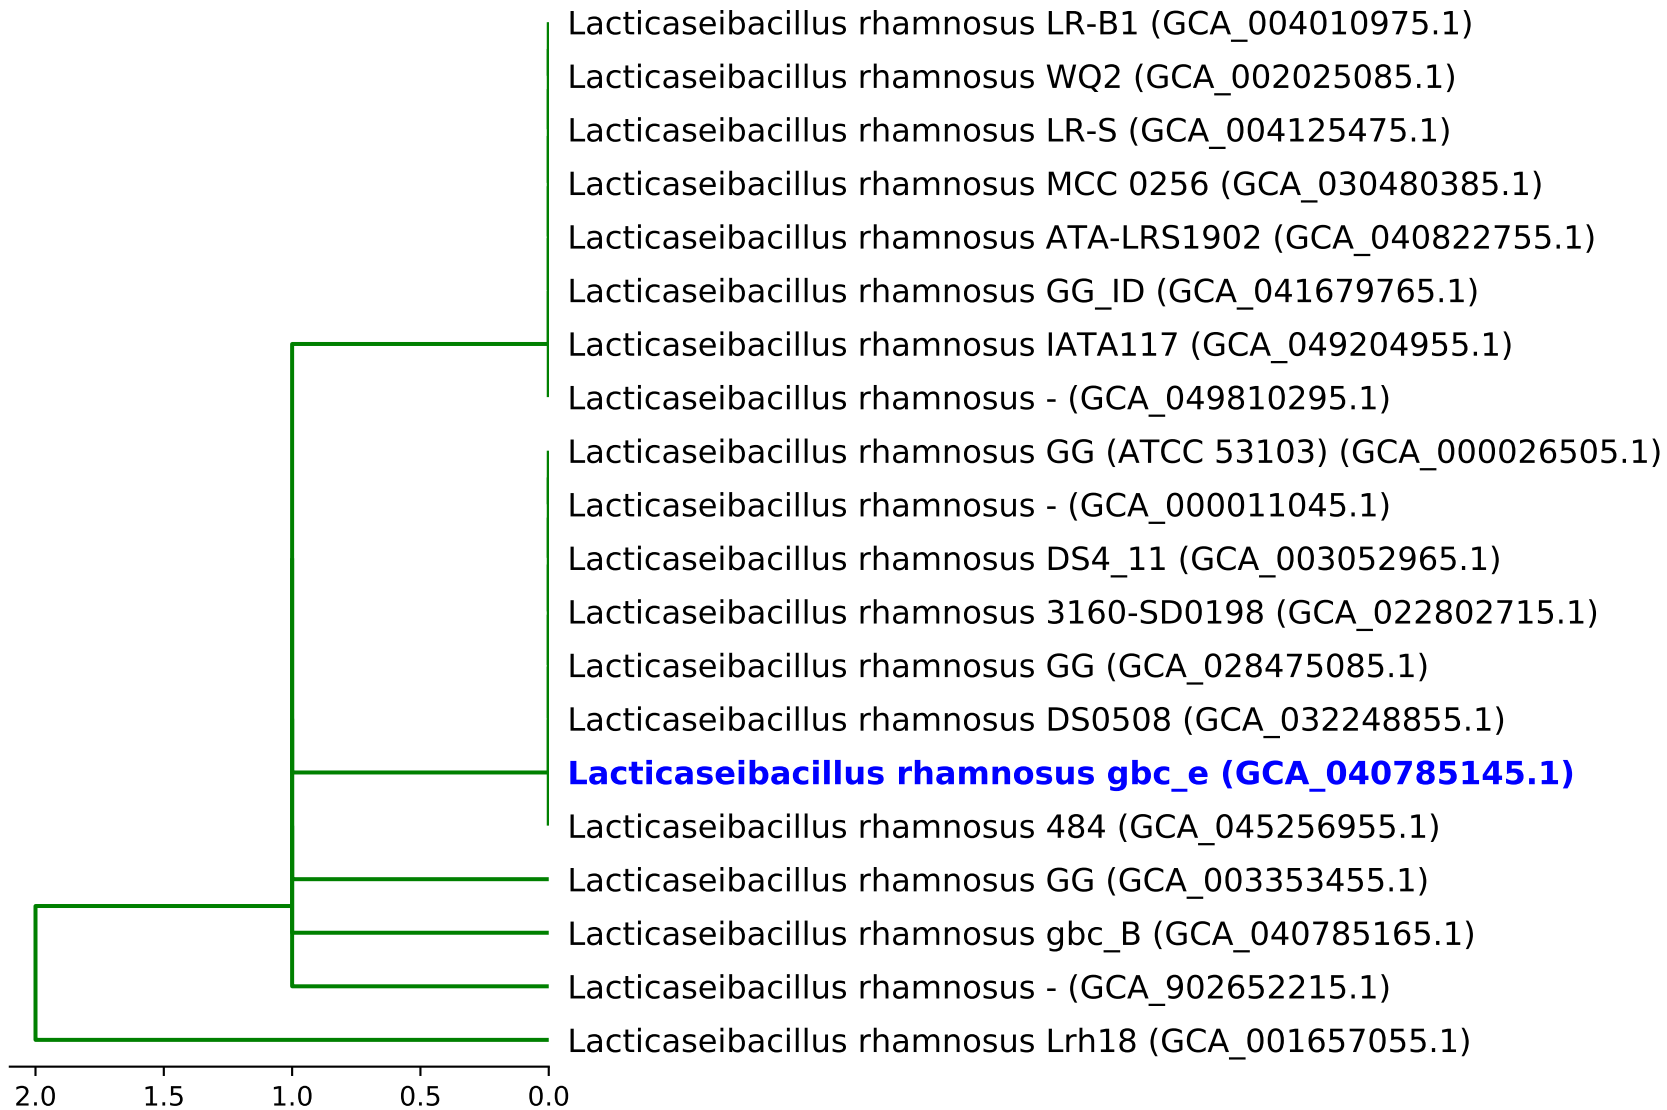 Lacticaseibacillus rhamnosus LR-B1 (GCA_004010975.1)
Lacticaseibacillus rhamnosus WQ2 (GCA_002025085.1)
Lacticaseibacillus rhamnosus LR-S (GCA_004125475.1)
Lacticaseibacillus rhamnosus MCC 0256 (GCA_030480385.1)
Lacticaseibacillus rhamnosus ATA-LRS1902 (GCA_040822755.1)
Lacticaseibacillus rhamnosus GG_ID (GCA_041679765.1)
Lacticaseibacillus rhamnosus IATA117 (GCA_049204955.1)
Lacticaseibacillus rhamnosus - (GCA_049810295.1)
Lacticaseibacillus rhamnosus GG (ATCC 53103) (GCA_000026505.1)
Lacticaseibacillus rhamnosus - (GCA_000011045.1)
Lacticaseibacillus rhamnosus DS4_11 (GCA_003052965.1)
Lacticaseibacillus rhamnosus 3160-SD0198 (GCA_022802715.1)
Lacticaseibacillus rhamnosus GG (GCA_028475085.1)
Lacticaseibacillus rhamnosus DS0508 (GCA_032248855.1)
Lacticaseibacillus rhamnosus gbc_e (GCA_040785145.1)
Lacticaseibacillus rhamnosus 484 (GCA_045256955.1)
Lacticaseibacillus rhamnosus GG (GCA_003353455.1)
Lacticaseibacillus rhamnosus gbc_B (GCA_040785165.1)
Lacticaseibacillus rhamnosus - (GCA_902652215.1)
Lacticaseibacillus rhamnosus Lrh18 (GCA_001657055.1)
2.0 1.5 1.0 0.5 0.0